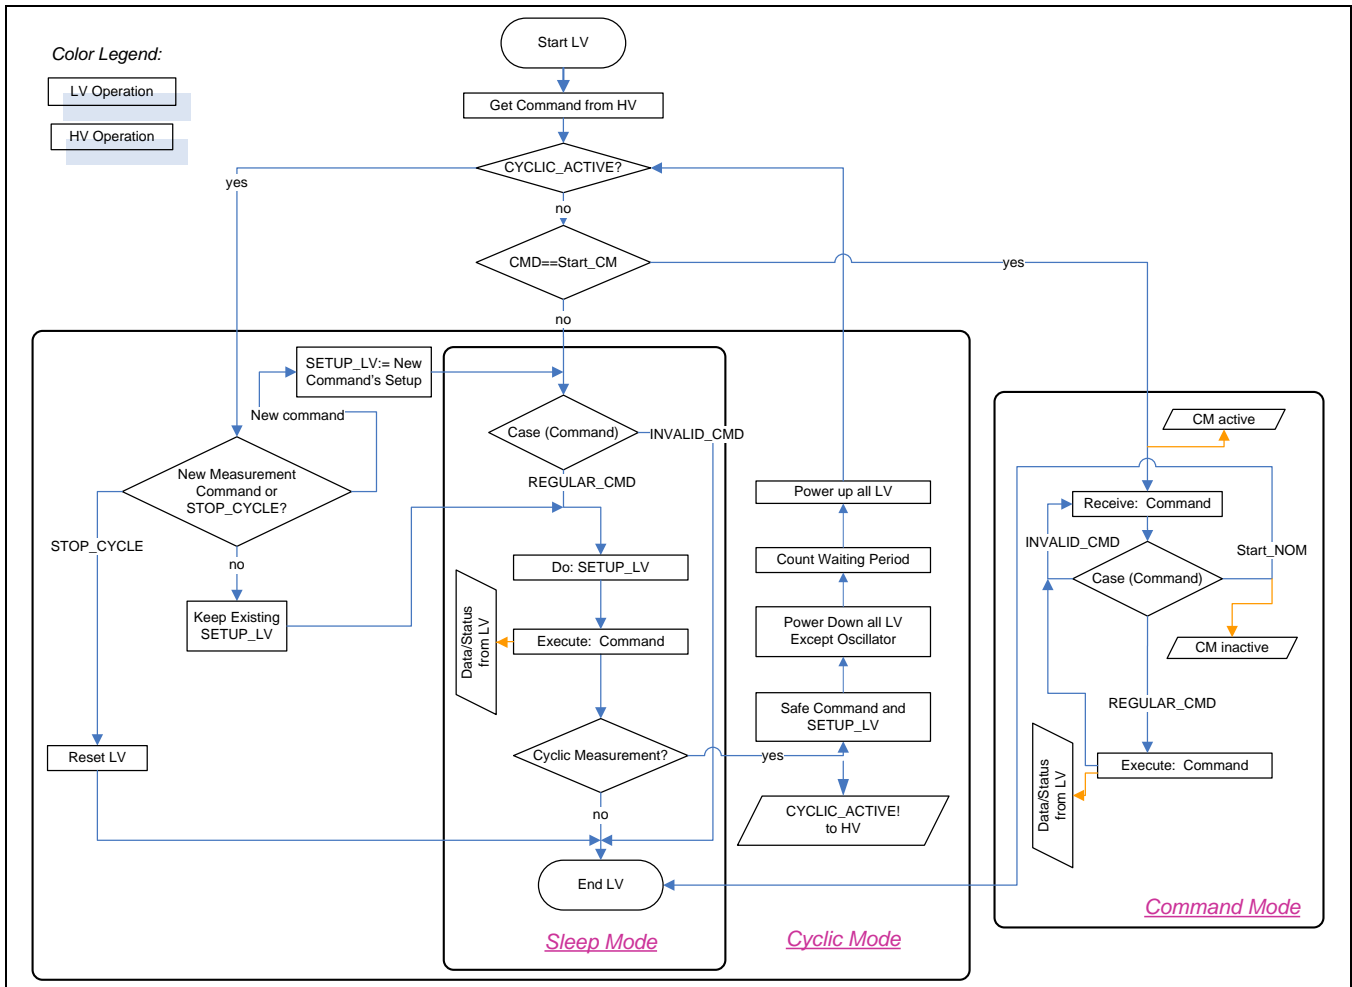 Start LV
Color Legend:
LV Operation
Get Command from HV
HV Operation
CYCLIC_ACTIVE?
yes
no
CMD==Start_CM
yes
no
SETUP_LV:= New
Command's Setup
New command
CM active
Case (Command)
INVALID_CMD
New Measurement
Command or
STOP_CYCLE?
REGULAR_CMD
Power up all LV
Receive: Command
STOP_CYCLE
INVALID_CMD
Start_NOM
no
Do: SETUP_LV
Count Waiting Period
Case (Command)
Keep Existing
SETUP_LV
Data/Status
from LV
Execute: Command
Power Down all LV
Except Oscillator
CM inactive
Safe Command and
SETUP_LV
REGULAR_CMD
Reset LV
Cyclic Measurement?
yes
Execute: Command
Data/Status
from LV
no
CYCLIC_ACTIVE!
to HV
End LV
Command Mode
Sleep Mode
Cyclic Mode